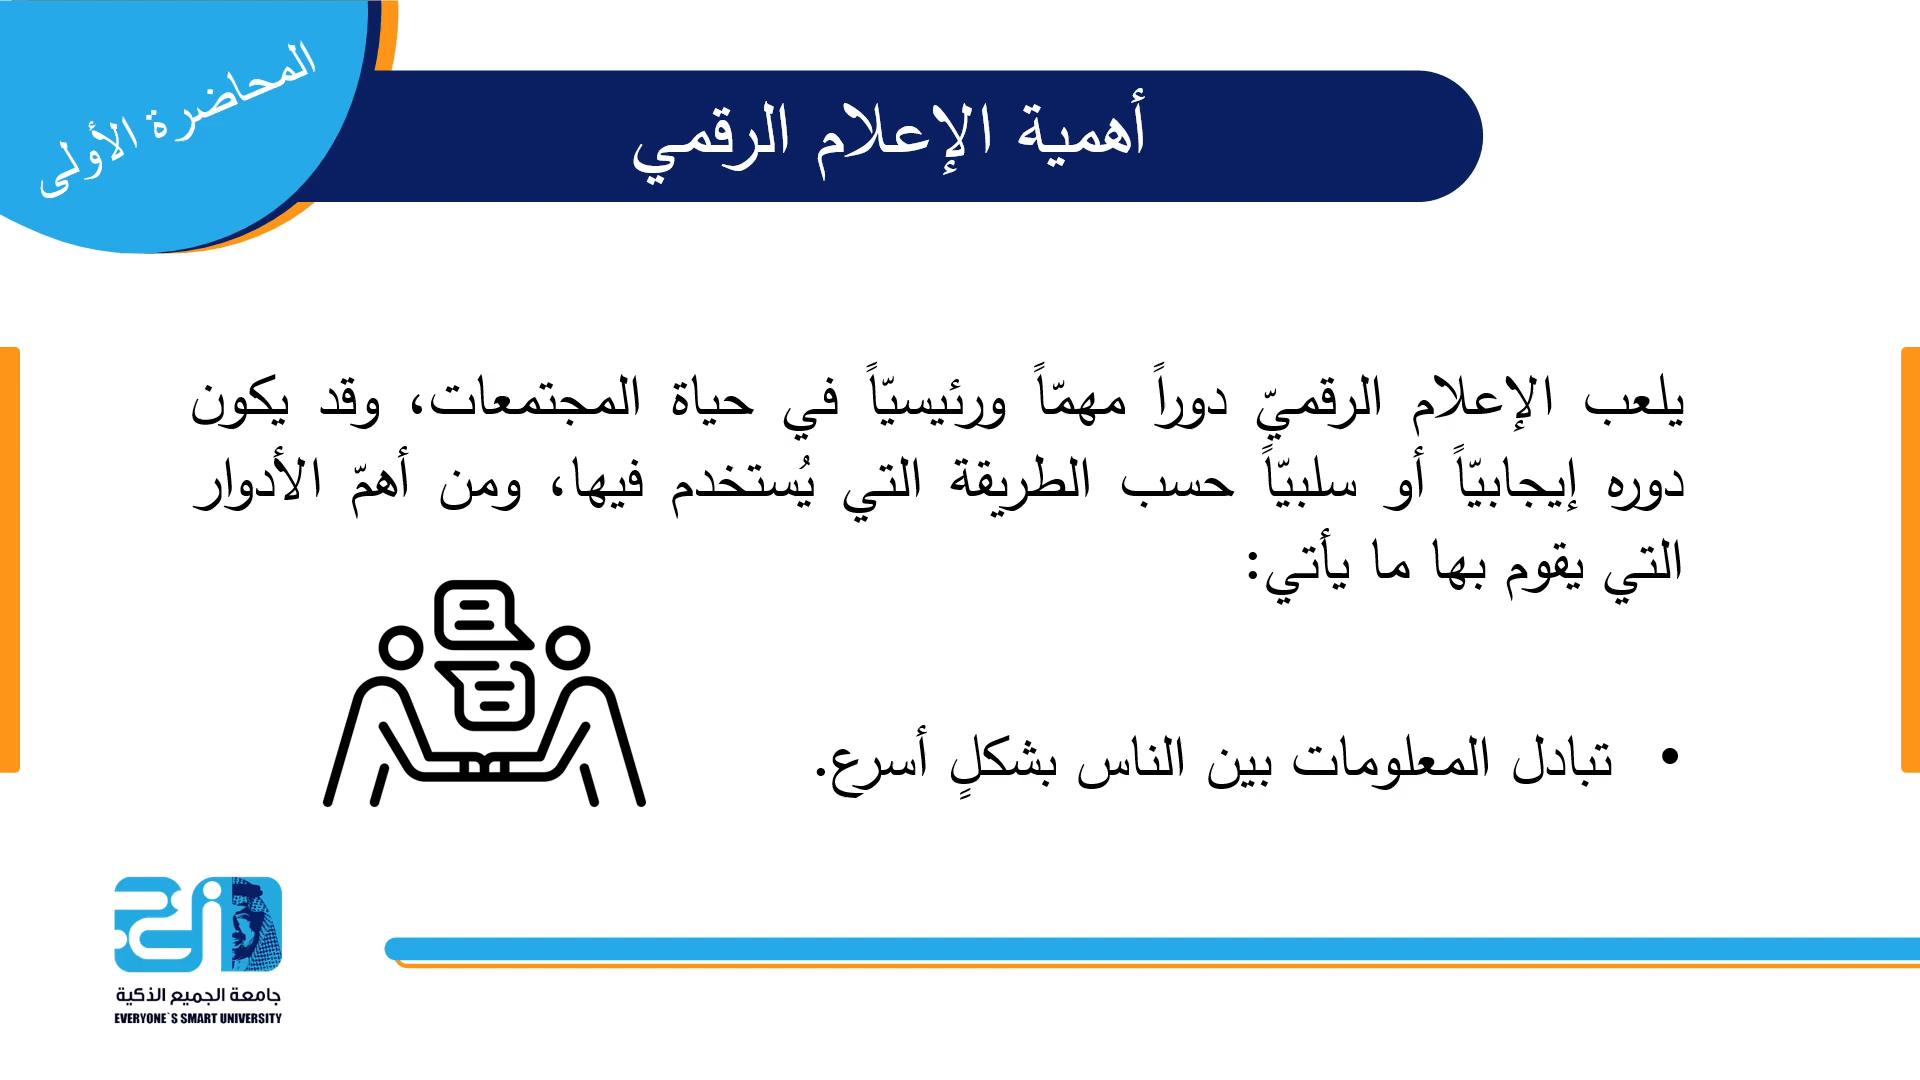 المحاضرة الأولى
أهمية الإعلام الرقمي
يلعب الإعلام الرقميّ دوراً مهمّاً ورئيسيّاً في حياة المجتمعات، وقد يكون
دوره إيجابيّاً أو سلبيّاً حسب الطريقة التي يُستخدم فيها، ومن أهمّ الأدوار
التي يقوم بها ما يأتي:
• تبادل المعلومات بين الناس بشكلٍ أسرع.
جامعة الجميع الذكية
EVERYONE`S SMART UNIVERSITY